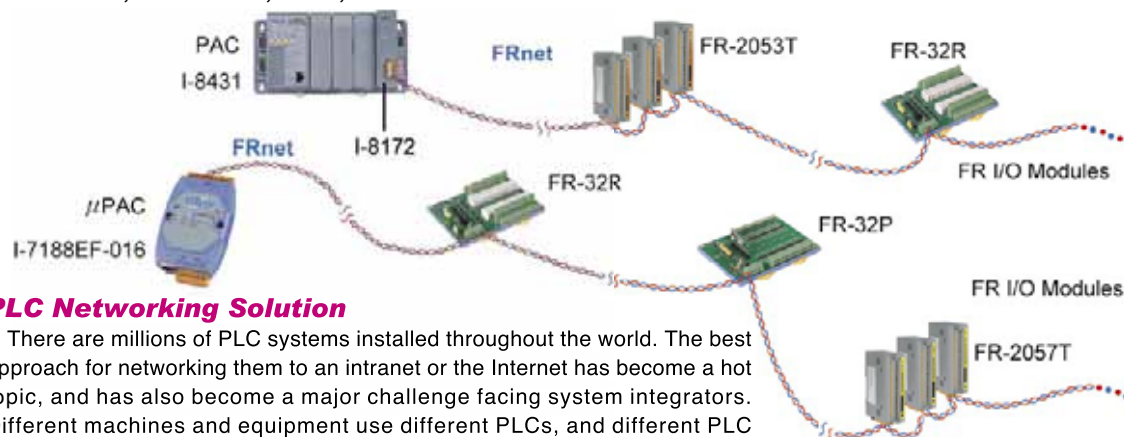 PAC
I-8431
FRnet
FR-2053T
FR-32R
I-8172
FRnet
FR I/O Modules
FR-32R
μPAC
I-7188EF-016
FR-32P
FR I/O Modules
PLC Networking Solution
There are millions of PLC systems installed throughout the world. The best
pproach for networking them to an intranet or the Internet has become a hot
opic, and has also become a major challenge facing system integrators.
ifferent machines and equipment use different PLCs, and different PLC
FR-2057T